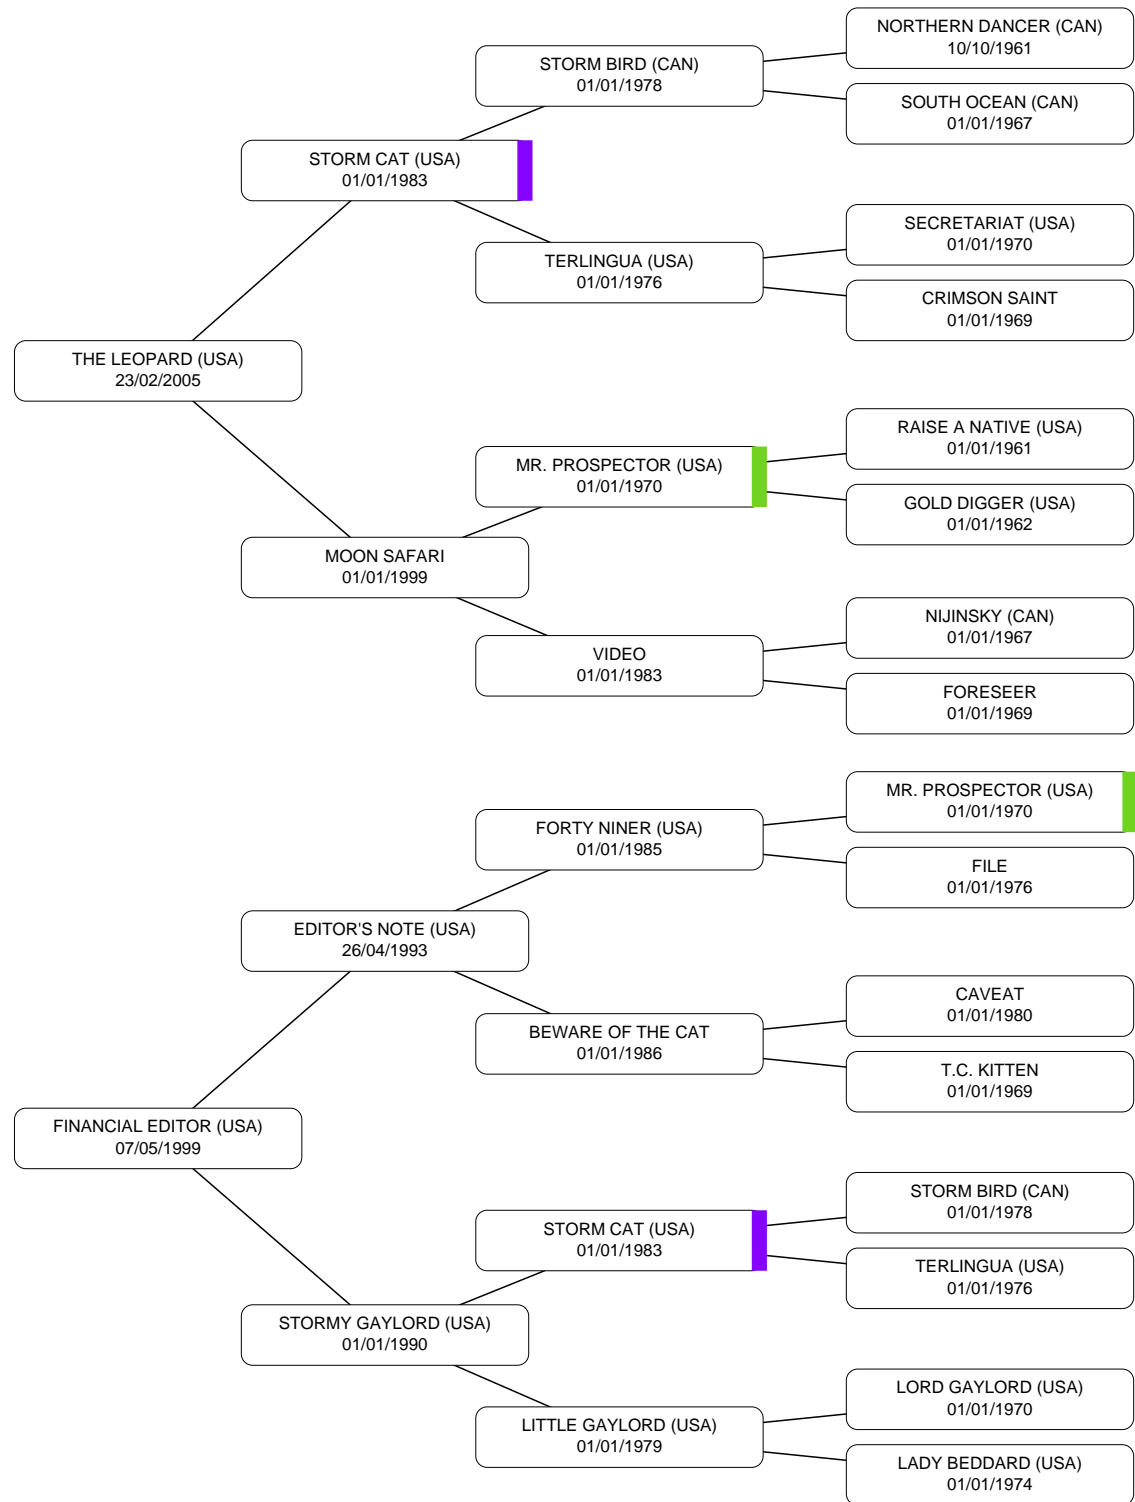 NORTHERN DANCER (CAN)
10/10/1961
STORM BIRD (CAN)
01/01/1978
SOUTH OCEAN (CAN)
01/01/1967
STORM CAT (USA)
01/01/1983
SECRETARIAT (USA)
01/01/1970
TERLINGUA (USA)
01/01/1976
CRIMSON SAINT
01/01/1969
THE LEOPARD (USA)
23/02/2005
RAISE A NATIVE (USA)
01/01/1961
MR. PROSPECTOR (USA)
01/01/1970
GOLD DIGGER (USA)
01/01/1962
MOON SAFARI
01/01/1999
NIJINSKY (CAN)
01/01/1967
VIDEO
01/01/1983
FORESEER
01/01/1969
MR. PROSPECTOR (USA)
01/01/1970
FORTY NINER (USA)
01/01/1985
FILE
01/01/1976
EDITOR'S NOTE (USA)
26/04/1993
CAVEAT
01/01/1980
BEWARE OF THE CAT
01/01/1986
T.C. KITTEN
01/01/1969
FINANCIAL EDITOR (USA)
07/05/1999
STORM BIRD (CAN)
01/01/1978
STORM CAT (USA)
01/01/1983
TERLINGUA (USA)
01/01/1976
STORMY GAYLORD (USA)
01/01/1990
LORD GAYLORD (USA)
01/01/1970
LITTLE GAYLORD (USA)
01/01/1979
LADY BEDDARD (USA)
01/01/1974